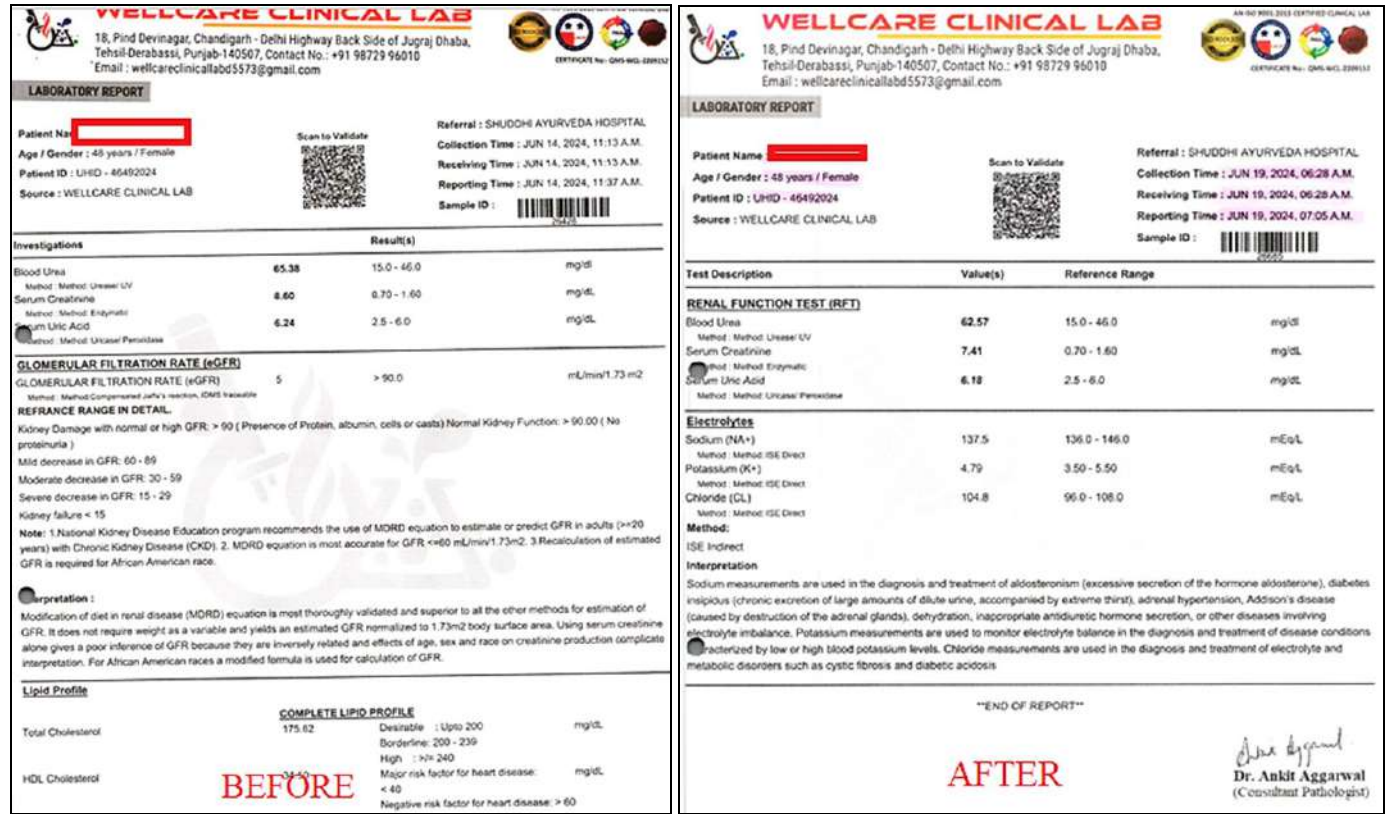 WELLCARE CLINICAL LAB
18, Pind Devinagar, Chandigarh - Delhi Highway Back Side of Jugraj Dhaba,
Tehsil-Derabassi, Punjab-140507, Contact No.: +91 98729 96010
Email : wellcareclinicallabd5573@gmail.com
CERTIFICATE No.- QMS-WCL-2209152
LABORATORY REPORT
Patient Na
Age / Gender : 48 years / Female
Patient ID : UHID - 46492024
Source : WELLCARE CLINICAL LAB
Scan to Validate
Referral : SHUDDHI AYURVEDA HOSPITAL
Collection Time : JUN 14, 2024, 11:13 A.M.
Receiving Time : JUN 14, 2024, 11:13 A.M.
Reporting Time : JUN 14, 2024, 11:37 A.M.
Sample ID :
Investigations Result(s)
Blood Urea 65.38 15.0 - 46.0 mg/dl
Method : Method: Urease/ UV
Serum Creatinine 8.60 0.70 - 1.60 mg/dL
Method : Method: Enzymatic
Serum Uric Acid 6.24 2.5 - 6.0 mg/dL
Method : Method: Uricase/ Peroxidase
GLOMERULAR FILTRATION RATE (eGFR)
GLOMERULAR FILTRATION RATE (eGFR) 5 > 90.0 mL/min/1.73 m2
Method : Method:Compensated Jaffe's reaction, IDMS traceable
REFRANCE RANGE IN DETAIL.
Kidney Damage with normal or high GFR: > 90 ( Presence of Protein, albumin, cells or casts) Normal Kidney Function: > 90.00 ( No
proteinuria )
Mild decrease in GFR: 60 - 89
Moderate decrease in GFR: 30 - 59
Severe decrease in GFR: 15 - 29
Kidney failure < 15
Note: 1.National Kidney Disease Education program recommends the use of MDRD equation to estimate or predict GFR in adults (>=20
years) with Chronic Kidney Disease (CKD). 2. MDRD equation is most accurate for GFR <=60 mL/min/1.73m2. 3.Recalculation of estimated
GFR is required for African American race.
erpretation :
Modification of diet in renal disease (MDRD) equation is most thoroughly validated and superior to all the other methods for estimation of
GFR. It does not require weight as a variable and yields an estimated GFR normalized to 1.73m2 body surface area. Using serum creatinine
alone gives a poor inference of GFR because they are inversely related and effects of age, sex and race on creatinine production complicate
interpretation. For African American races a modified formula is used for calculation of GFR.
Lipid Profile
COMPLETE LIPID PROFILE
Total Cholesterol 175.62 Desirable : Upto 200 mg/dL
Borderline: 200 - 239
High : >/= 240
HDL Cholesterol Major risk factor for heart disease: mg/dL
< 40
Negative risk factor for heart disease: > 60
BEFORE
WELLCARE CLINICAL LAB
18, Pind Devinagar, Chandigarh - Delhi Highway Back Side of Jugraj Dhaba,
Tehsil-Derabassi, Punjab-140507, Contact No.: +91 98729 96010
Email : wellcareclinicallabd5573@gmail.com
AN ISO 9001:2015 CERTIFIED CLINICAL LAB
CERTIFICATE No- QMS-WCL-2209152
LABORATORY REPORT
Patient Name :
Age / Gender : 48 years / Female
Patient ID : UHID - 46492024
Source : WELLCARE CLINICAL LAB
Scan to Validate
Referral : SHUDDHI AYURVEDA HOSPITAL
Collection Time : JUN 19, 2024, 06:28 A.M.
Receiving Time : JUN 19, 2024, 06:28 A.M.
Reporting Time : JUN 19, 2024, 07:05 A.M.
Sample ID :
Test Description Value(s) Reference Range
RENAL FUNCTION TEST (RFT)
Blood Urea 62.57 15.0 - 46.0 mg/dl
Method : Method: Urease/ UV
Serum Creatinine 7.41 0.70 - 1.60 mg/dL
Method : Method: Enzymatic
Serum Uric Acid 6.18 2.5 - 6.0 mg/dL
Method : Method: Uricase/ Peroxidase
Electrolytes
Sodium (NA+) 137.5 136.0 - 146.0 mEq/L
Method : Method: ISE Direct
Potassium (K+) 4.79 3.50 - 5.50 mEq/L
Method : Method: ISE Direct
Chloride (CL) 104.8 96.0 - 108.0 mEq/L
Method : Method: ISE Direct
Method:
ISE Indirect
Interpretation
Sodium measurements are used in the diagnosis and treatment of aldosteronism (excessive secretion of the hormone aldosterone), diabetes
insipidus (chronic excretion of large amounts of dilute urine, accompanied by extreme thirst), adrenal hypertension, Addison's disease
(caused by destruction of the adrenal glands), dehydration, inappropriate antidiuretic hormone secretion, or other diseases involving
electrolyte imbalance. Potassium measurements are used to monitor electrolyte balance in the diagnosis and treatment of disease conditions
racterized by low or high blood potassium levels. Chloride measurements are used in the diagnosis and treatment of electrolyte and
metabolic disorders such as cystic fibrosis and diabetic acidosis
**END OF REPORT**
AFTER
Dr. Ankit Aggarwal
(Consultant Pathologist)